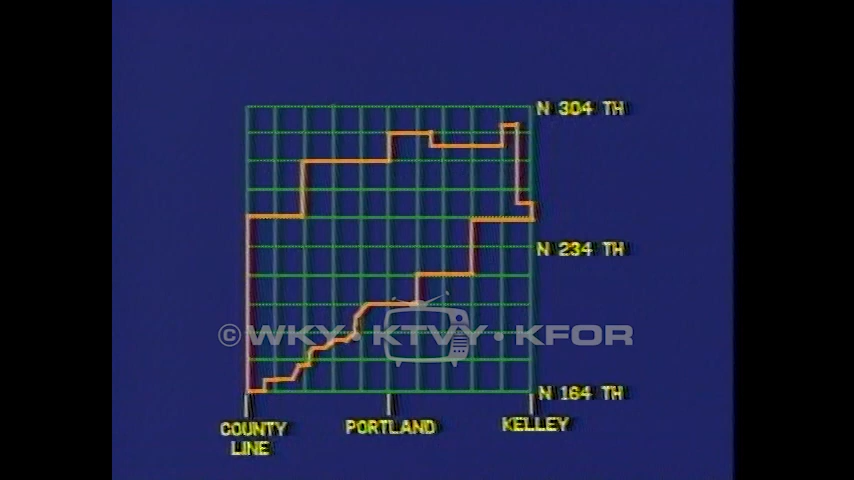 N 304 TH
N 234 TH
©WKY•KTVY•KFOR
N 164 TH
COUNTY LINE
PORTLAND
KELLEY